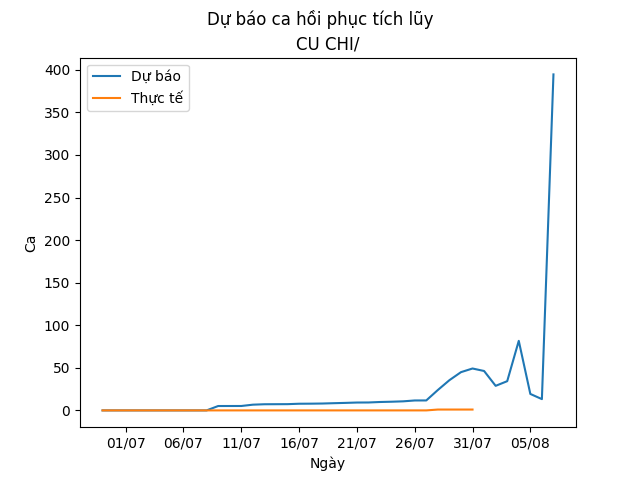 Dự báo ca hồi phục tích lũy
CU CHI/
Dự báo
Thực tế
400
350
300
250
200
150
100
50
0
Ca
01/07 06/07 11/07 16/07 21/07 26/07 31/07 05/08
Ngày